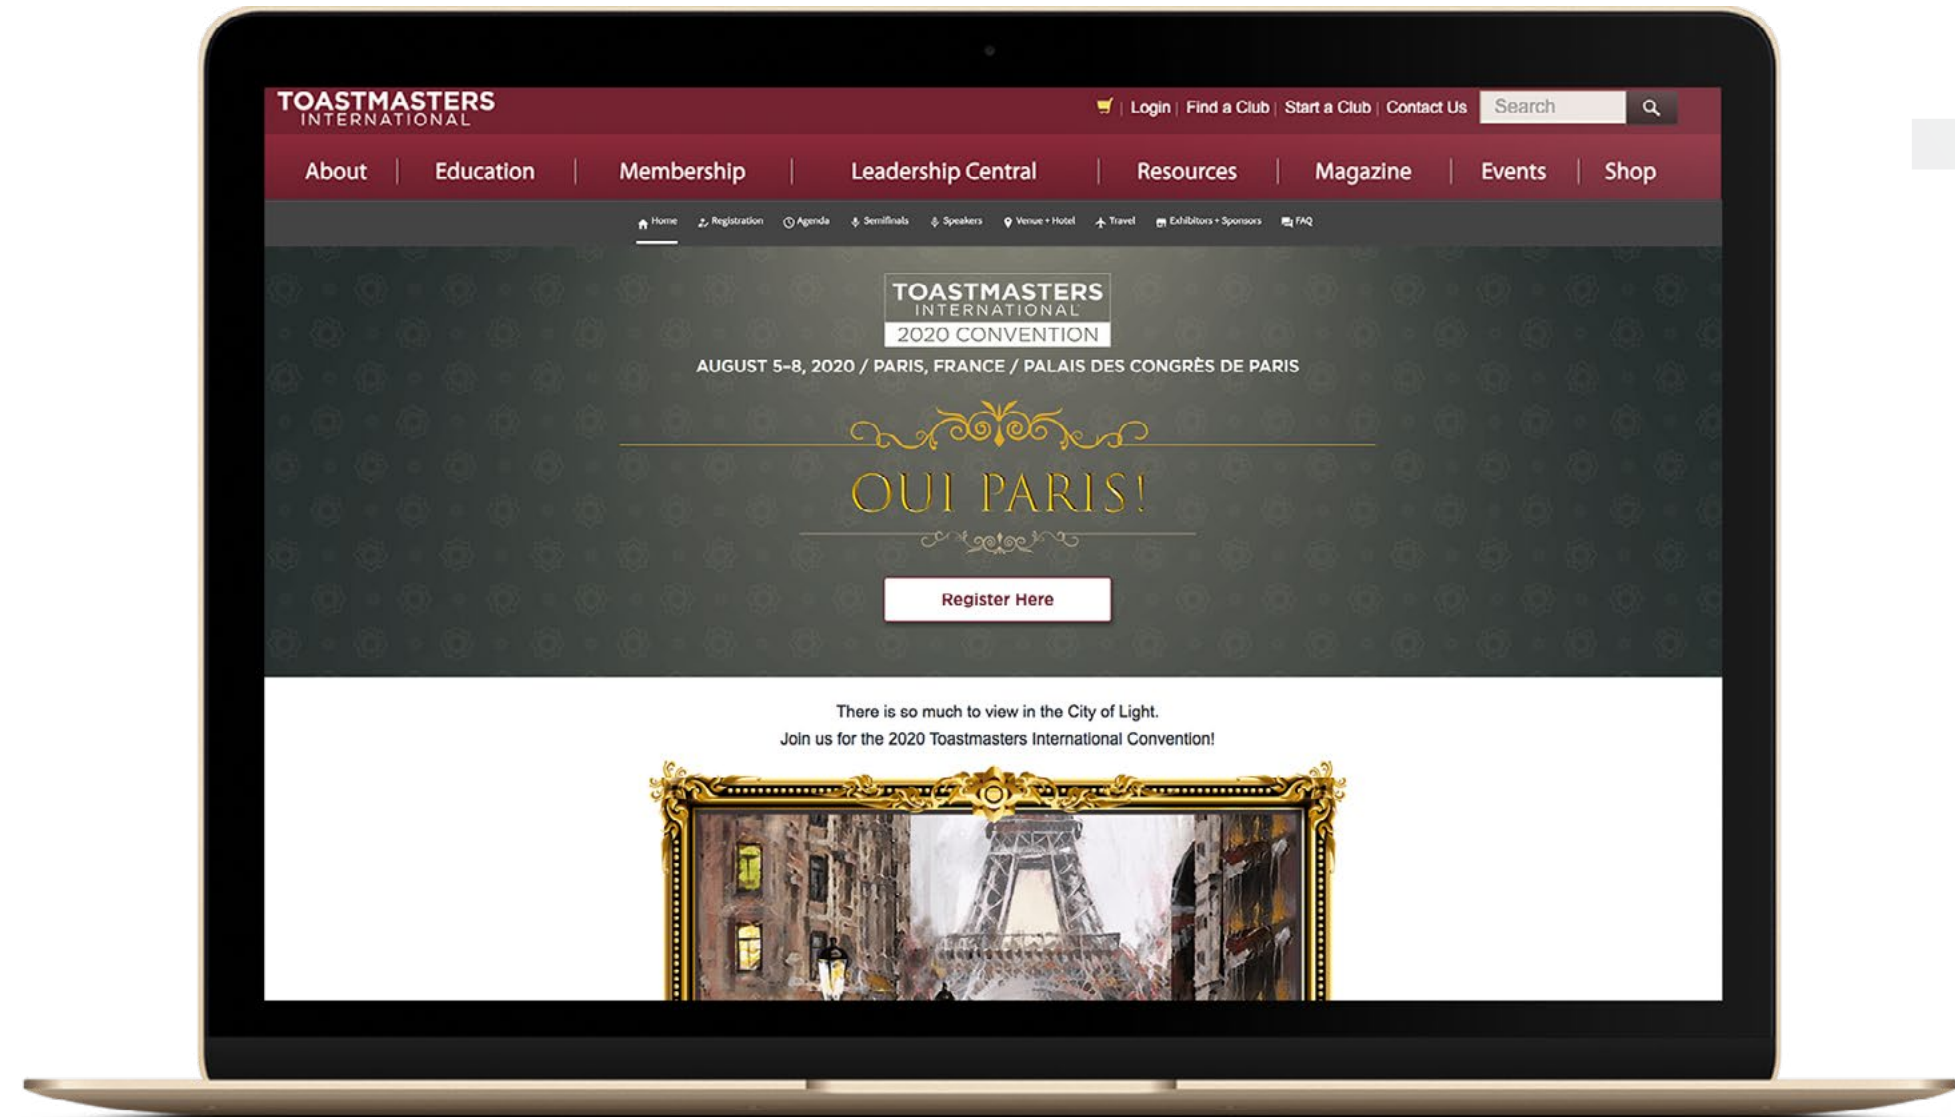 TOASTMASTERS
INTERNATIONAL
| Login | Find a Club | Start a Club | Contact Us Search
About | Education | Membership | Leadership Central | Resources | Magazine | Events | Shop
Home Registration Agenda Semifinals Speakers Venue + Hotel Travel Exhibitors + Sponsors FAQ
TOASTMASTERS
INTERNATIONAL
2020 CONVENTION
AUGUST 5–8, 2020 / PARIS, FRANCE / PALAIS DES CONGRÈS DE PARIS
OUI PARIS!
Register Here
There is so much to view in the City of Light.
Join us for the 2020 Toastmasters International Convention!